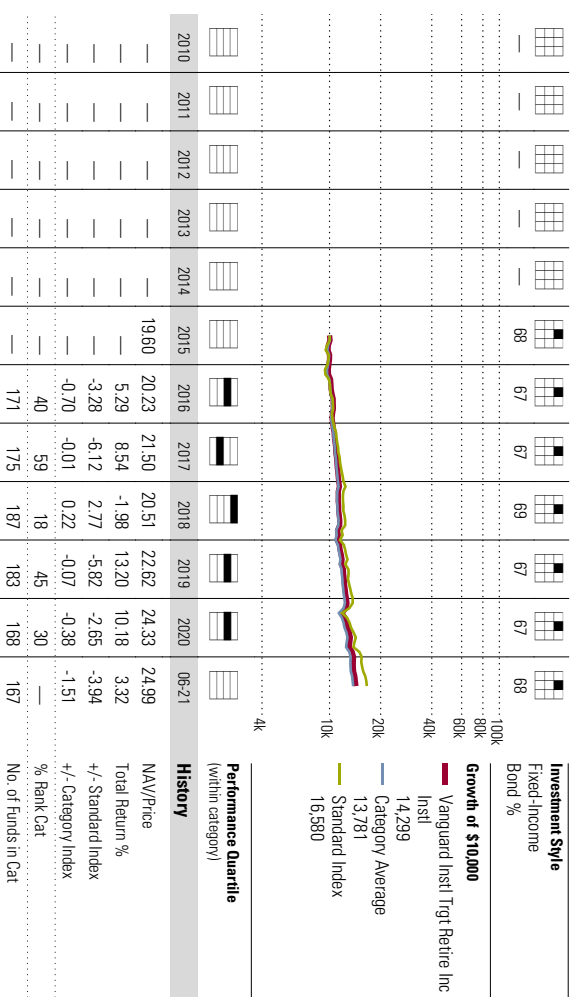 — — — — — 68 67 67 69 67 67 68
Investment Style
Fixed-Income
Bond %
100k
80k
60k
40k
20k
10k
4k
Growth of $10,000
Vanguard Instl Trgt Retire Inc
Instl
14,299
Category Average
13,781
Standard Index
16,580
Performance Quartile
(within category)
2010 2011 2012 2013 2014 2015 2016 2017 2018 2019 2020 06-21 History
— — — — — 19.60 20.23 21.50 20.51 22.62 24.33 24.99 NAV/Price
— — — — — — 5.29 8.54 -1.98 13.20 10.18 3.32 Total Return %
— — — — — — -3.28 -6.12 2.77 -5.82 -2.65 -3.94 +/- Standard Index
— — — — — — -0.70 -0.01 0.22 -0.07 -0.38 -1.51 +/- Category Index
— — — — — — 40 59 18 45 30 — % Rank Cat
— — — — — — 171 175 187 183 168 167 No. of Funds in Cat